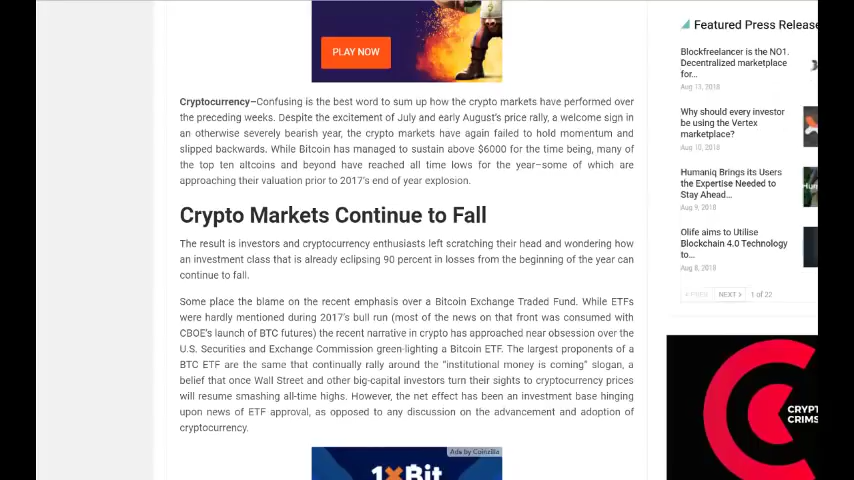 PLAY NOW
Cryptocurrency–Confusing is the best word to sum up how the crypto markets have performed over
the preceding weeks. Despite the excitement of July and early August's price rally, a welcome sign in
an otherwise severely bearish year, the crypto markets have again failed to hold momentum and
slipped backwards. While Bitcoin has managed to sustain above $6000 for the time being, many of
the top ten altcoins and beyond have reached all time lows for the year–some of which are
approaching their valuation prior to 2017's end of year explosion.
Crypto Markets Continue to Fall
The result is investors and cryptocurrency enthusiasts left scratching their head and wondering how
an investment class that is already eclipsing 90 percent in losses from the beginning of the year can
continue to fall.
Some place the blame on the recent emphasis over a Bitcoin Exchange Traded Fund. While ETFs
were hardly mentioned during 2017's bull run (most of the news on that front was consumed with
CBOE's launch of BTC futures) the recent narrative in crypto has approached near obsession over the
U.S. Securities and Exchange Commission green-lighting a Bitcoin ETF. The largest proponents of a
BTC ETF are the same that continually rally around the “institutional money is coming” slogan, a
belief that once Wall Street and other big-capital investors turn their sights to cryptocurrency prices
will resume smashing all-time highs. However, the net effect has been an investment base hinging
upon news of ETF approval, as opposed to any discussion on the advancement and adoption of
cryptocurrency.
Ads by Coinzilla
1xBit
Featured Press Release
Blockfreelancer is the NO1.
Decentralized marketplace
for...
Aug 13, 2018
Why should every investor
be using the Vertex
marketplace?
Aug 10, 2018
Humaniq Brings its Users
the Expertise Needed to
Stay Ahead...
Aug 9, 2018
Olife aims to Utilise
Blockchain 4.0 Technology
to...
Aug 8, 2018
< PREV NEXT > 1 of 22
CRYPT
CRIMS